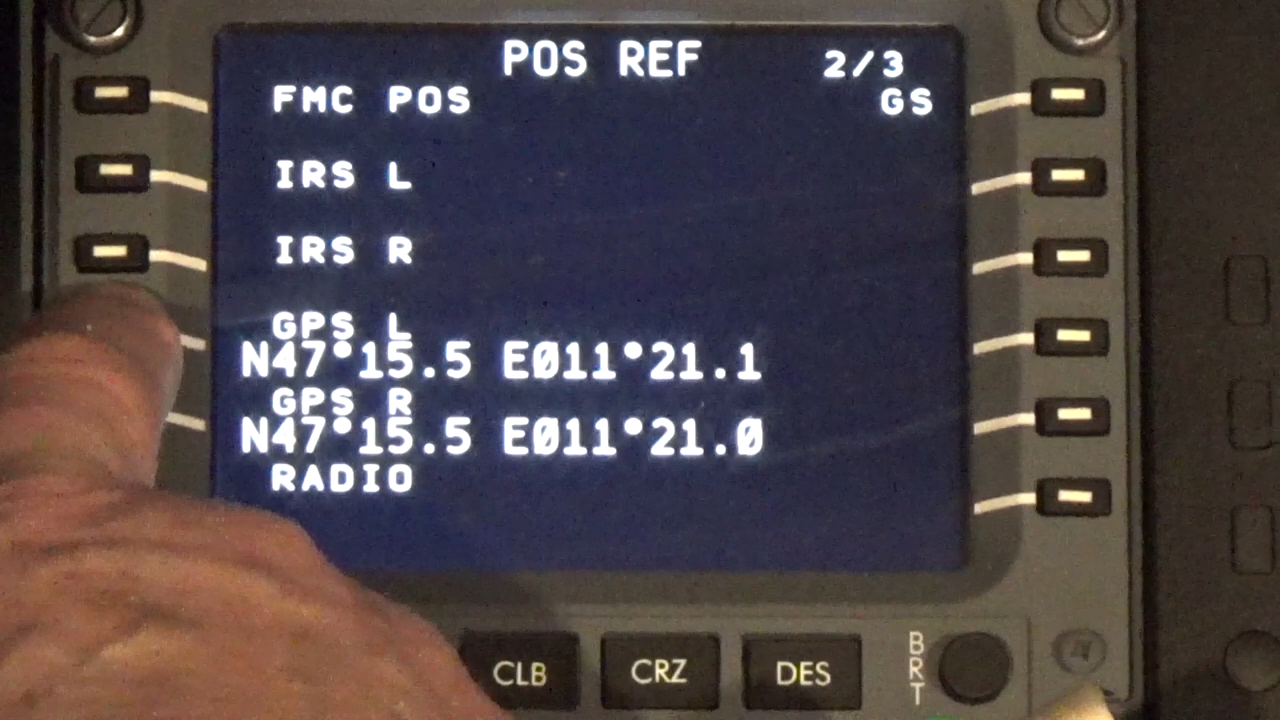 POS REF 2/3
FMC POS GS
IRS L
IRS R
GPS L
N47°15.5 E011°21.1
GPS R
N47°15.5 E011°21.0
RADIO
CLB CRZ DES BRT